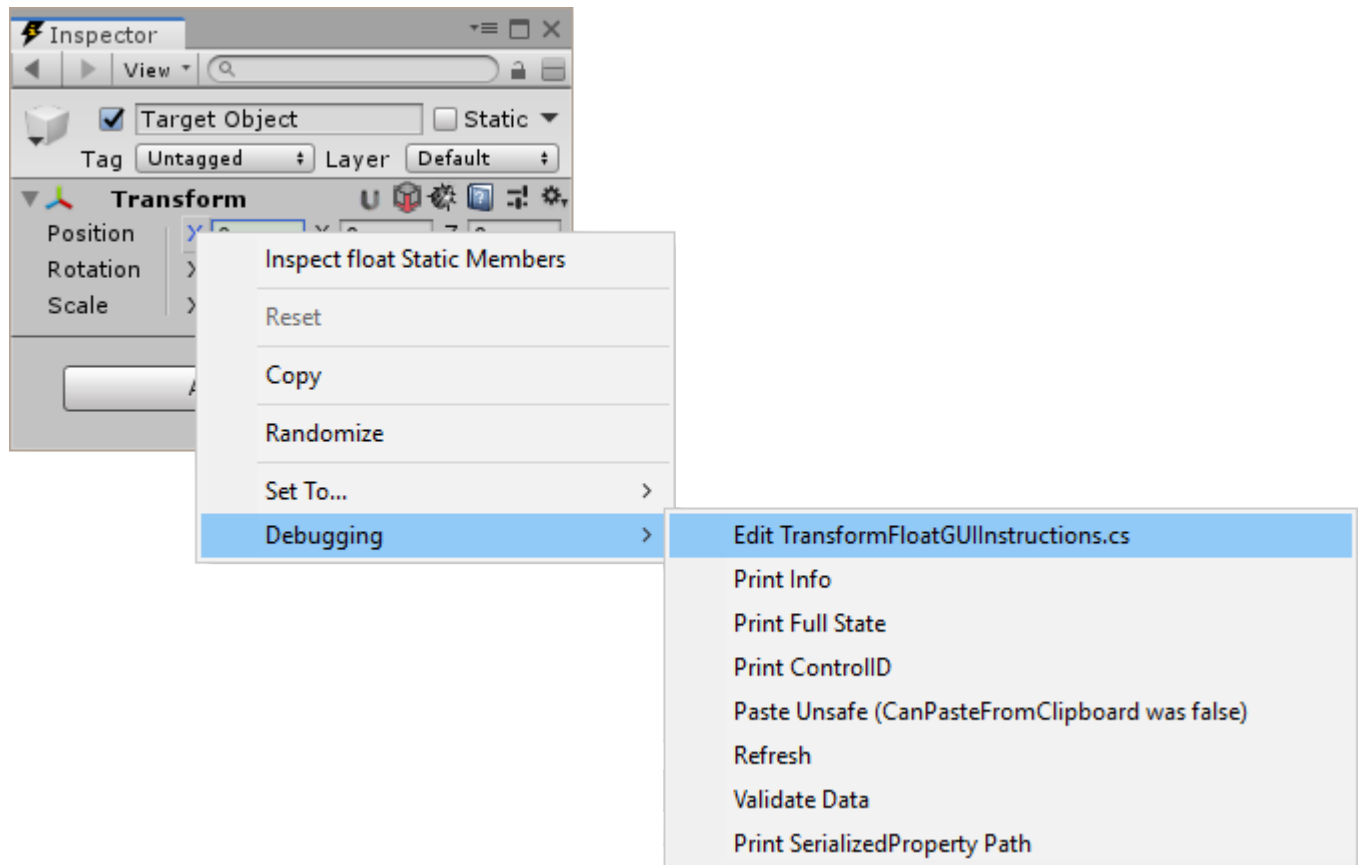 Inspector
View
Target Object Static
Tag Untagged Layer Default
Transform
Position X
Rotation
Scale
Inspect float Static Members
Reset
Copy
Randomize
Set To...
Debugging
Edit TransformFloatGUIInstructions.cs
Print Info
Print Full State
Print ControlID
Paste Unsafe (CanPasteFromClipboard was false)
Refresh
Validate Data
Print SerializedProperty Path